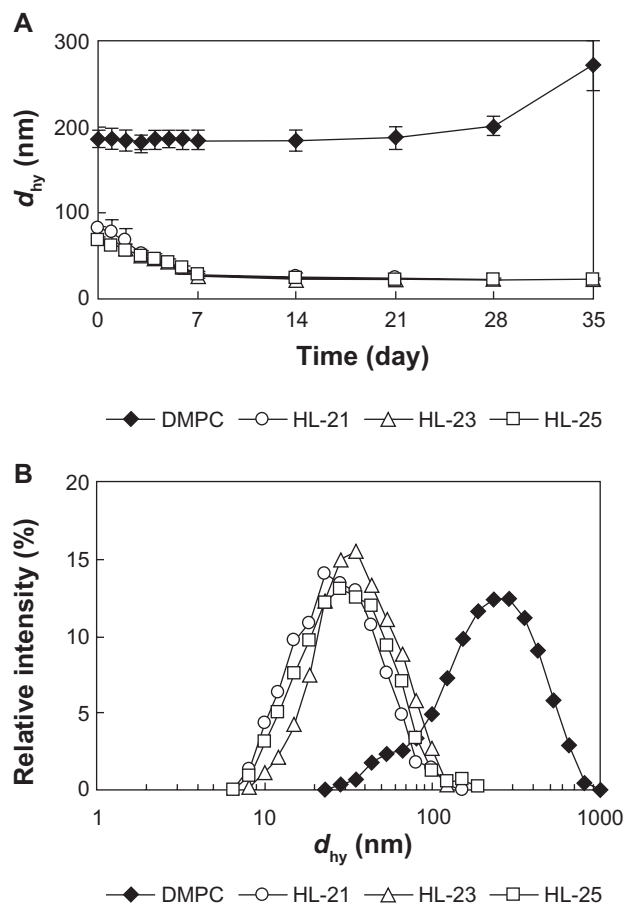 A
300
200
100
0
d_hy (nm)
0 7 14 21 28 35
Time (day)
DMPC HL-21 HL-23 HL-25
B
20
15
10
5
0
Relative intensity (%)
1 10 100 1000
d_hy (nm)
DMPC HL-21 HL-23 HL-25